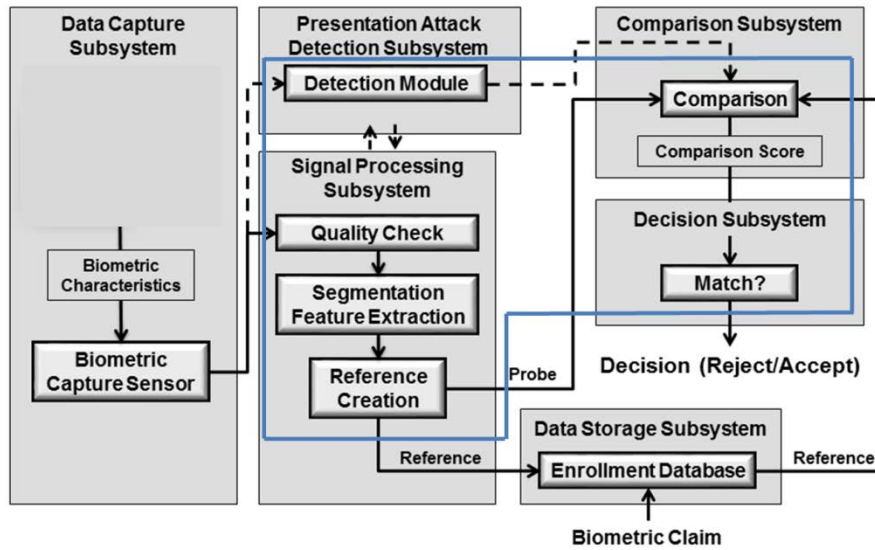 Data Capture
Subsystem
Biometric
Characteristics
Biometric
Capture Sensor
Presentation Attack
Detection Subsystem
Detection Module
Signal Processing
Subsystem
Quality Check
Segmentation
Feature Extraction
Reference
Creation
Probe
Reference
Comparison Subsystem
Comparison
Comparison Score
Decision Subsystem
Match?
Decision (Reject/Accept)
Data Storage Subsystem
Enrollment Database
Reference
Biometric Claim